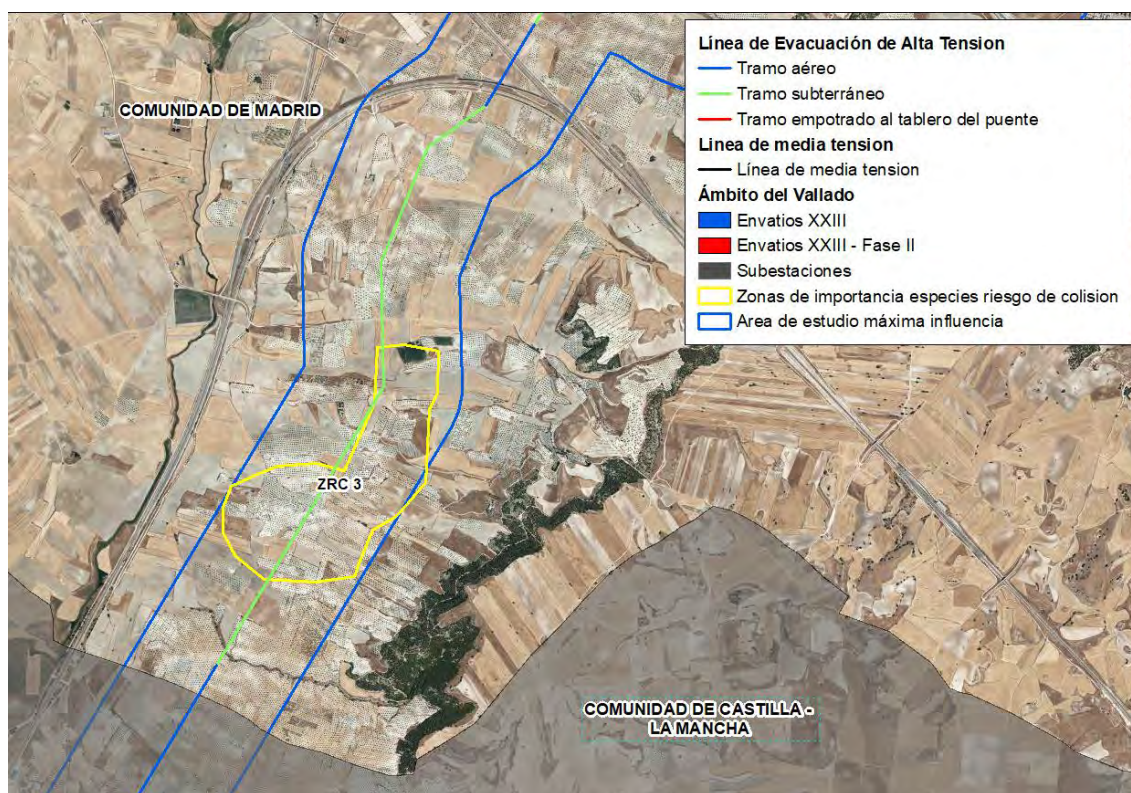 COMUNIDAD DE MADRID
ZRC 3
COMUNIDAD DE CASTILLA -
LA MANCHA
Línea de Evacuación de Alta Tension
Tramo aéreo
Tramo subterráneo
Tramo empotrado al tablero del puente
Linea de media tension
Línea de media tension
Ámbito del Vallado
Envatios XXIII
Envatios XXIII - Fase II
Subestaciones
Zonas de importancia especies riesgo de colision
Area de estudio máxima influencia